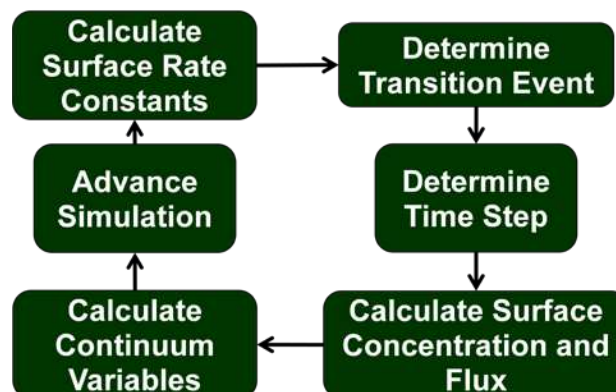 Calculate
Surface Rate
Constants
Determine
Transition Event
Advance
Simulation
Determine
Time Step
Calculate
Continuum
Variables
Calculate Surface
Concentration and
Flux